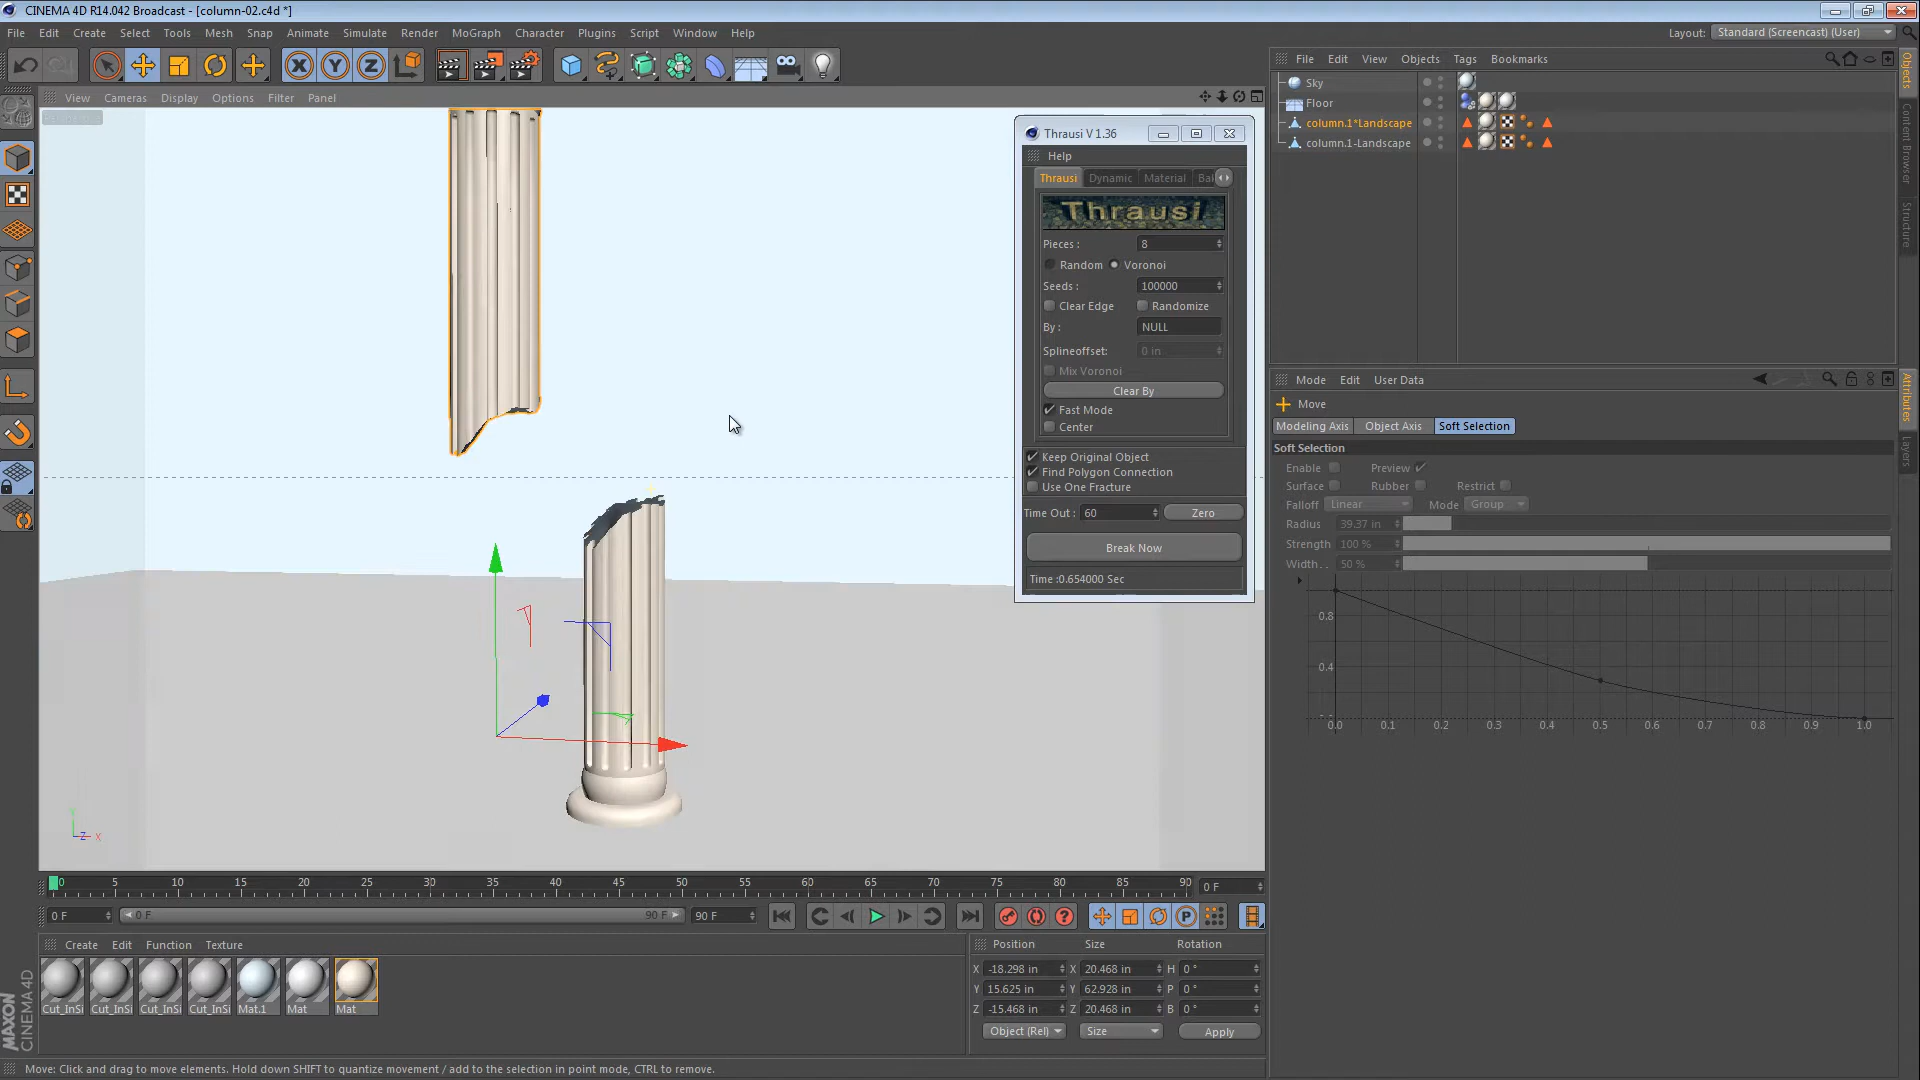 CINEMA 4D R14.042 Broadcast - [column-02.c4d *]
File Edit Create Select Tools Mesh Snap Animate Simulate Render MoGraph Character Plugins Script Window Help
Layout: Standard (Screencast) (User)
X Y Z
File Edit View Objects Tags Bookmarks
Sky
Floor
column.1*Landscape
column.1-Landscape
Objects
Content Browser
Structure
View Cameras Display Options Filter Panel
Thrausi V 1.36
Help
Thrausi Dynamic Material Bal
Thrausi
Pieces : 8
Random Voronoi
Seeds : 100000
Clear Edge Randomize
By : NULL
Splineoffset: 0 in
Mix Voronoi
Clear By
Fast Mode
Center
Keep Original Object
Find Polygon Connection
Use One Fracture
Time Out : 60 Zero
Break Now
Time :0.654000 Sec
Mode Edit User Data
Move
Modeling Axis Object Axis Soft Selection
Soft Selection
Enable Preview
Surface Rubber Restrict
Falloff Linear Mode Group
Radius 39.37 in
Strength 100 %
Width. . 50 %
0.8
0.4
0.0 0.1 0.2 0.3 0.4 0.5 0.6 0.7 0.8 1.0
Attributes
Layers
Y
Z X
0 5 10 15 20 25 30 35 40 45 50 55 60 65 70 75 80 85 90 0 F
0 F 0 F 90 F 90 F
Create Edit Function Texture
Cut_InSi Cut_InSi Cut_InSi Cut_InSi Mat.1 Mat Mat
Position Size Rotation
X -18.298 in X 20.468 in H 0 °
Y 15.625 in Y 62.928 in P 0 °
Z -15.468 in Z 20.468 in B 0 °
Object (Rel) Size Apply
MAXON
CINEMA 4D
Move: Click and drag to move elements. Hold down SHIFT to quantize movement / add to the selection in point mode, CTRL to remove.